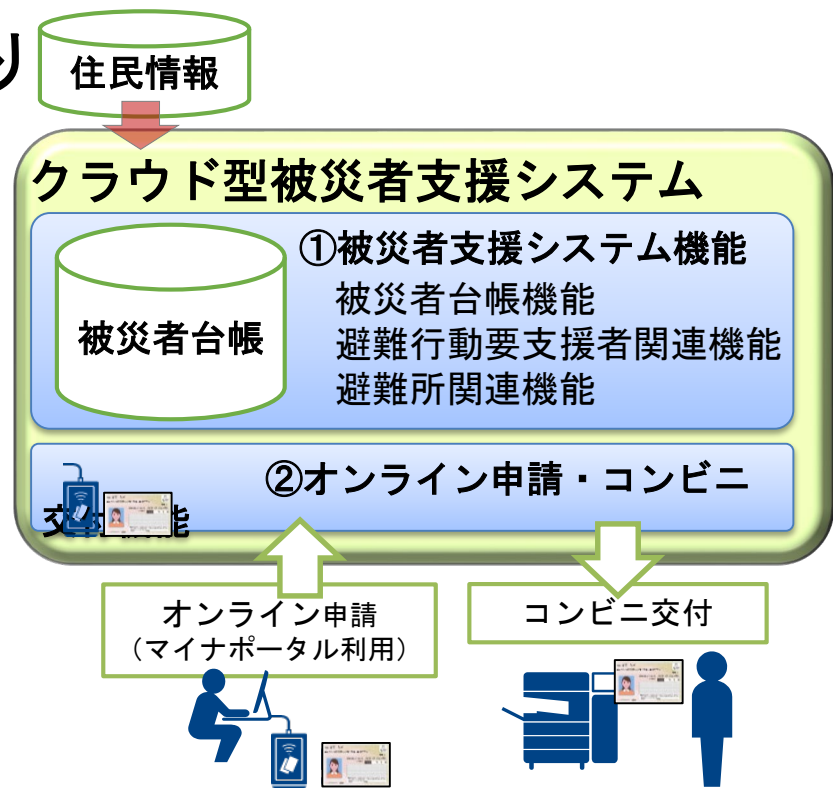 り
住民情報
クラウド型被災者支援システム
①被災者支援システム機能
被災者台帳機能
避難行動要支援者関連機能
避難所関連機能
被災者台帳
②オンライン申請・コンビニ
交付機能
オンライン申請
（マイナポータル利用）
コンビニ交付